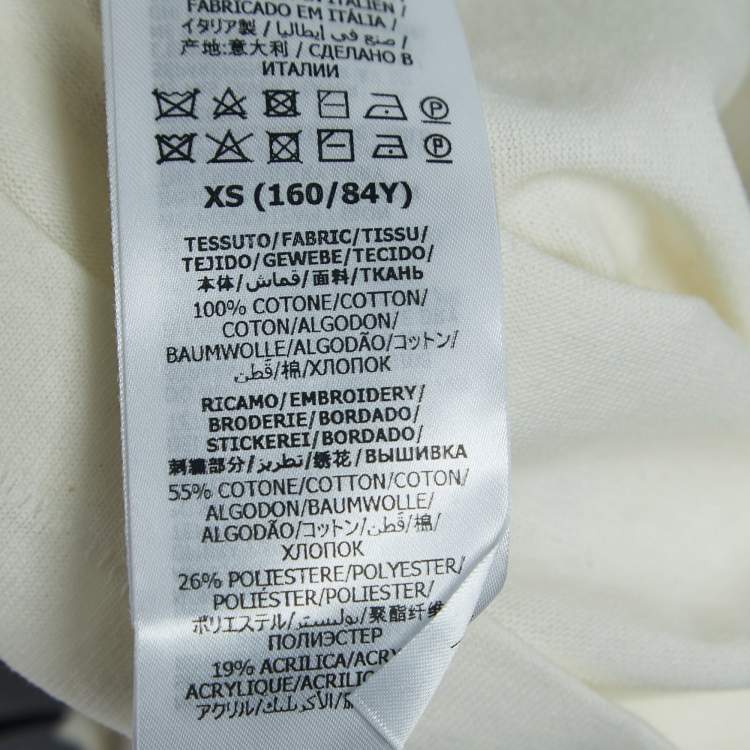 FABRICADO EM ITÁLIA/
イタリア製 / صنع في ايطاليا /
产地:意大利 / СДЕЛАНО В
ИТАЛИИ
XS (160/84Y)
TESSUTO/FABRIC/TISSU/
TEJIDO/GEWEBE/TECIDO/
本体/قماش/面料/ТКАНЬ
100% COTONE/COTTON/
COTON/ALGODON/
BAUMWOLLE/ALGODÃO/コットン/
قطن/棉/ХЛОПОК
RICAMO/EMBROIDERY/
BRODERIE/BORDADO/
STICKEREI/BORDADO/
刺繍部分/تطريز/绣花/ВЫШИВКА
55% COTONE/COTTON/COTON/
ALGODON/BAUMWOLLE/
ALGODÃO/コットン/قطن/棉/
ХЛОПОК
26% POLIESTERE/POLYESTER/
POLIÉSTER/POLIESTER/
ポリエステル/بوليستر/聚酯纤维
ПОЛИЭСТЕР
19% ACRILICA/
ACRYLIQUE/
アクリル/الأكريليك/